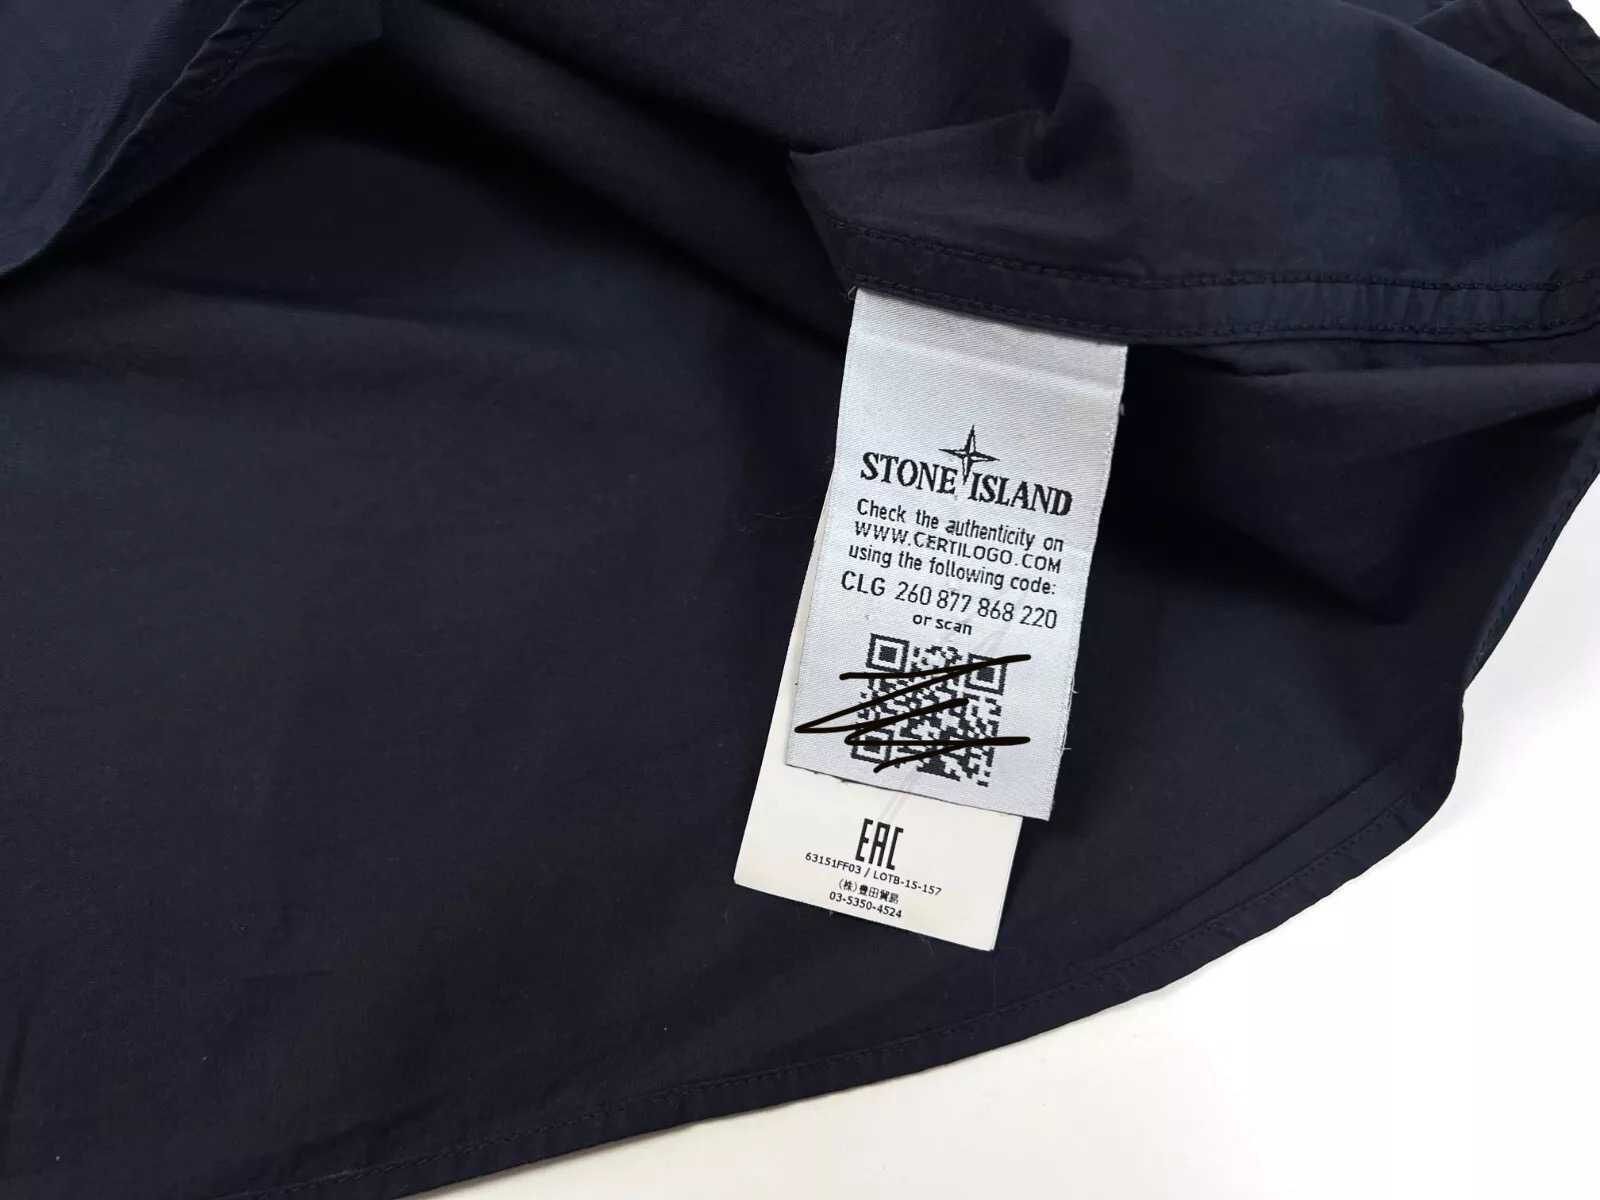 STONE ISLAND
Check the authenticity on
WWW.CERTILOGO.COM
using the following code:
CLG 260 877 868 220
or scan
EAC
63151FF03 / LOTB-15-157
(株)豊田貿易
03-5350-4524